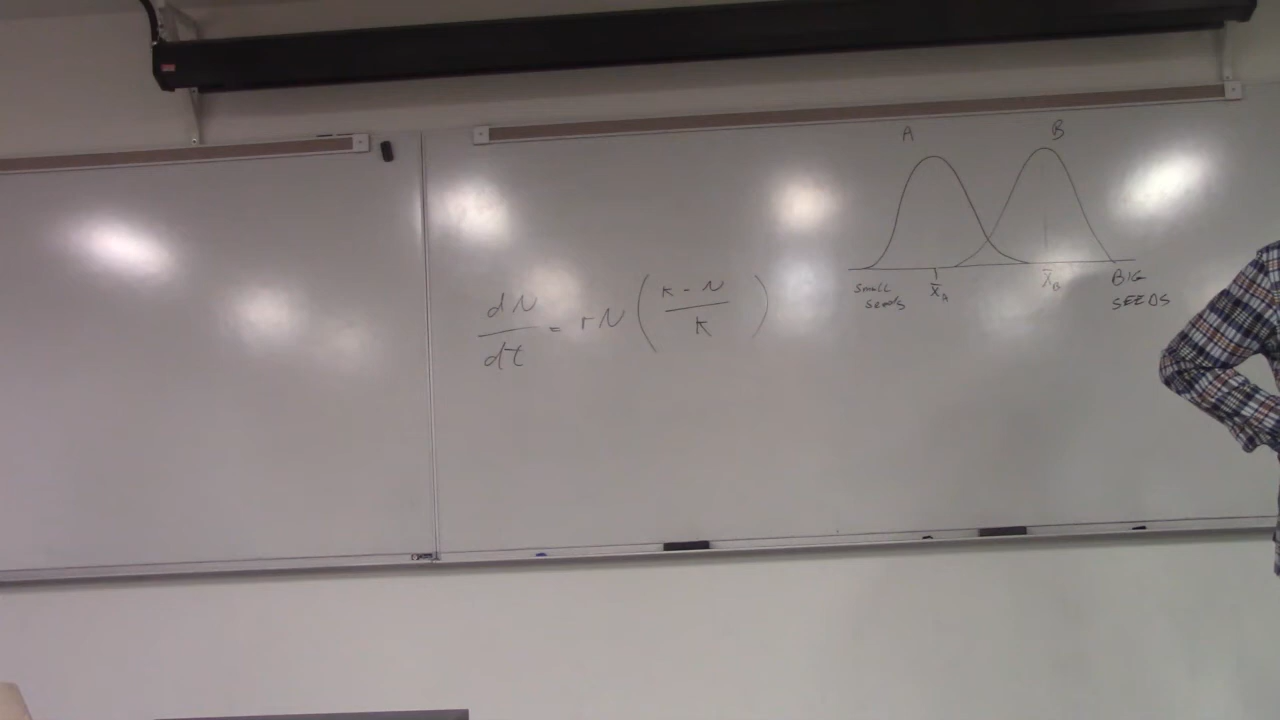 dN/dt = rN(K - N/K)
A
B
small
seeds
X̄A
X̄B
BIG
SEEDS